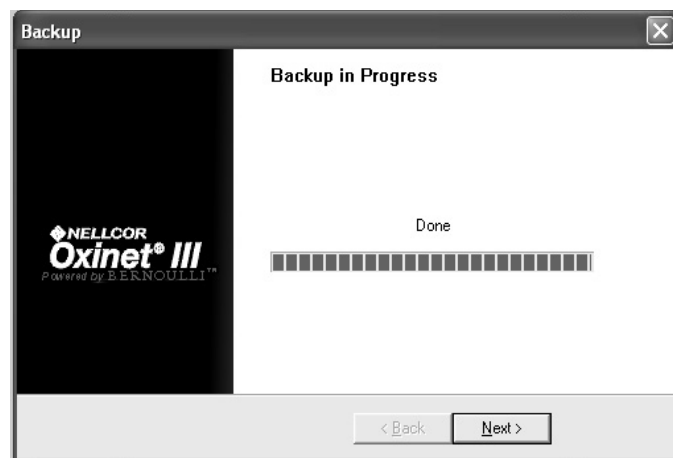 Backup
Backup in Progress
NELLCOR
Oxinet® III
Powered by BERNOULLI™
Done
< Back
Next >